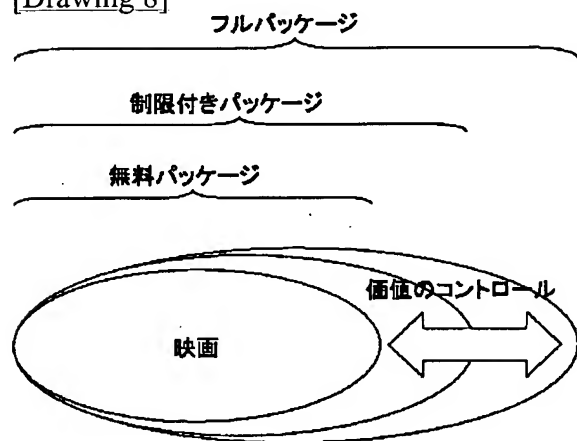 [Drawing 8]
フルパッケージ
制限付きパッケージ
無料パッケージ
価値のコントロール
映画